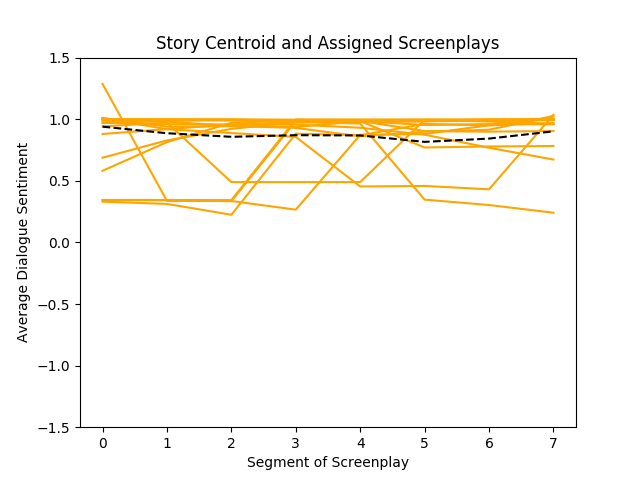 Story Centroid and Assigned Screenplays
Average Dialogue Sentiment
1.5
1.0
0.5
0.0
−0.5
−1.0
−1.5
0 1 2 3 4 5 6 7
Segment of Screenplay